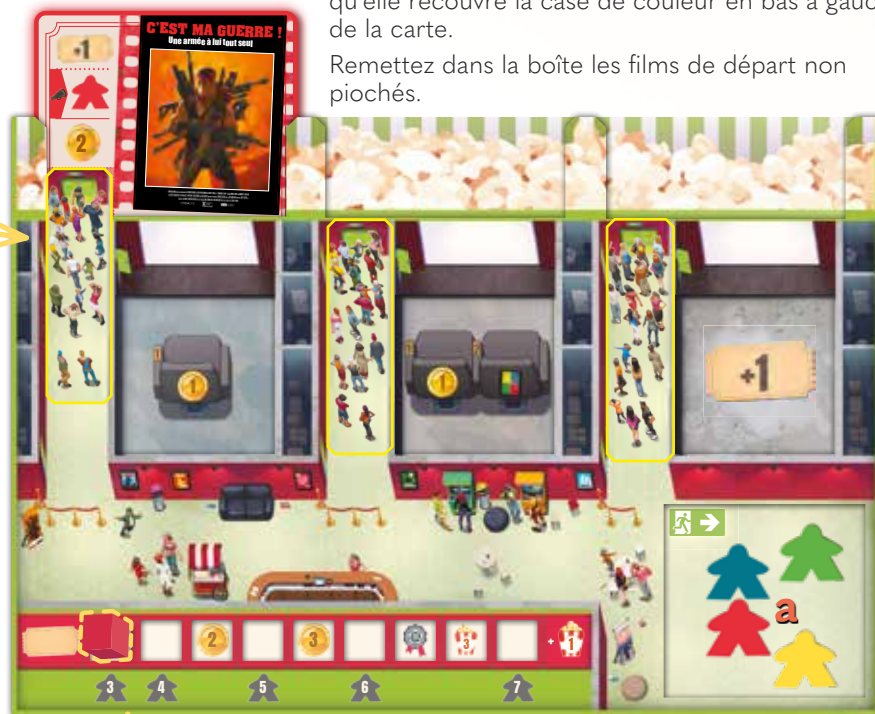 qu'elle recouvre la case de couleur en bas à gauc
de la carte.
Remettez dans la boîte les films de départ non
piochés.
+1
2
C'EST MA GUERRE !
Une armée à lui tout seul
1
1
+1
a
2
3
3
+1
3
4
5
6
7